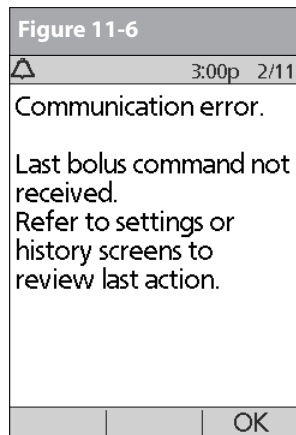 Figure 11-6
3:00p 2/11
Communication error.
Last bolus command not
received.
Refer to settings or
history screens to
review last action.
OK